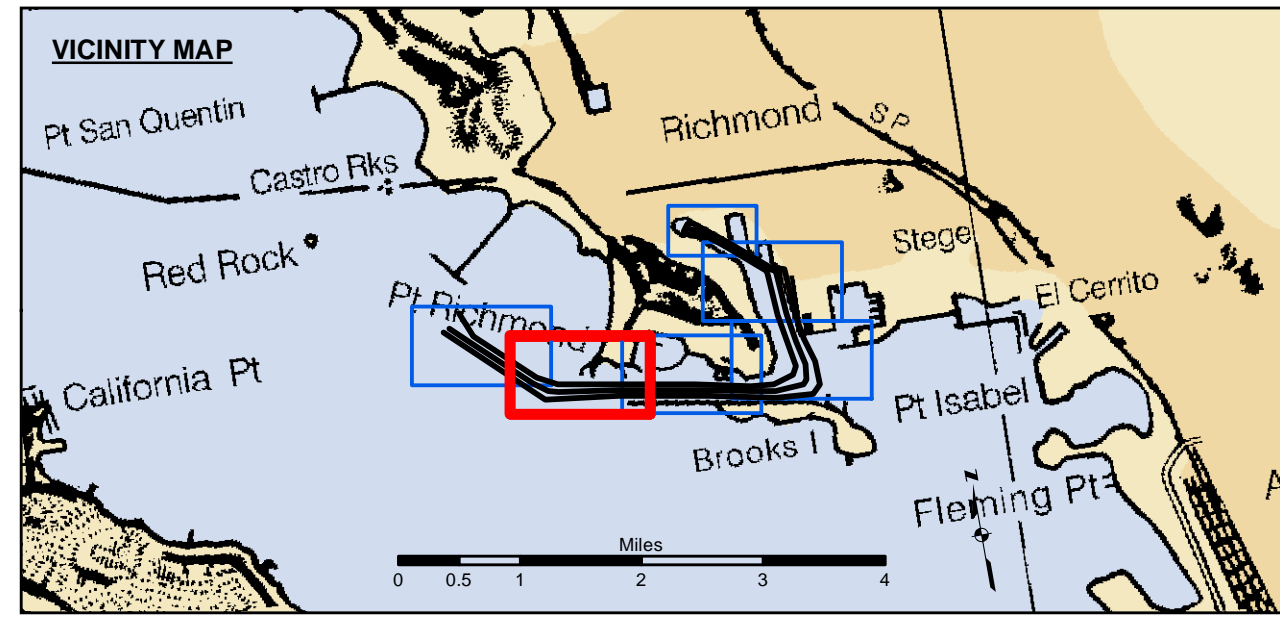 VICINITY MAP
Pt San Quentin
Richmond
S P
Castro Rks
Stege
Red Rock
El Cerrito
Pt Richmond
California Pt
Pt Isabel
Brooks I
Fleming Pt
A
N
Miles
0 0.5 1 2 3 4